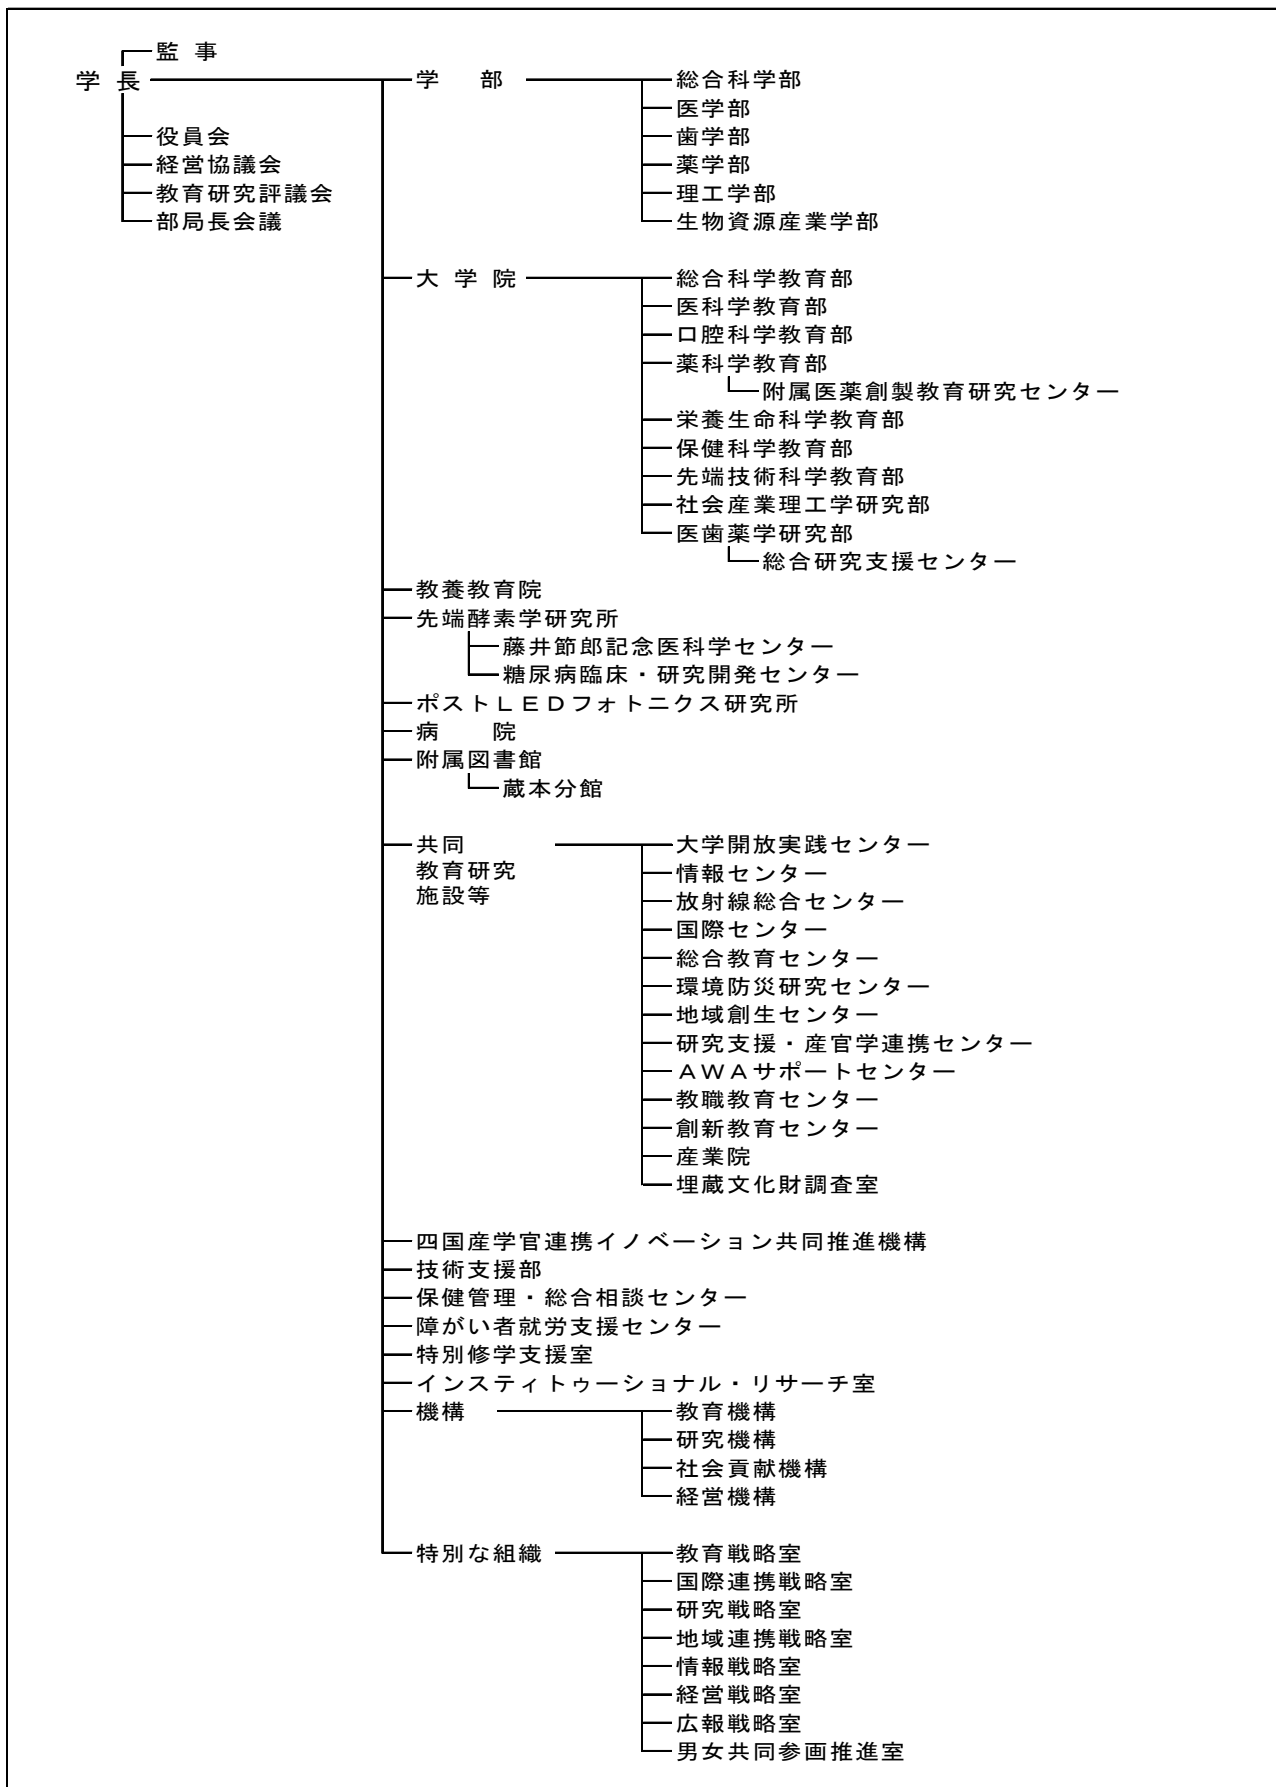 監 事
学 長
役員会
経営協議会
教育研究評議会
部局長会議
学 部
総合科学部
医学部
歯学部
薬学部
理工学部
生物資源産業学部
大 学 院
総合科学教育部
医科学教育部
口腔科学教育部
薬科学教育部
附属医薬創製教育研究センター
栄養生命科学教育部
保健科学教育部
先端技術科学教育部
社会産業理工学研究部
医歯薬学研究部
総合研究支援センター
教養教育院
先端酵素学研究所
藤井節郎記念医科学センター
糖尿病臨床・研究開発センター
ポストLEDフォトニクス研究所
病 院
附属図書館
蔵本分館
共同
教育研究
施設等
大学開放実践センター
情報センター
放射線総合センター
国際センター
総合教育センター
環境防災研究センター
地域創生センター
研究支援・産官学連携センター
AWAサポートセンター
教職教育センター
創新教育センター
産業院
埋蔵文化財調査室
四国産学官連携イノベーション共同推進機構
技術支援部
保健管理・総合相談センター
障がい者就労支援センター
特別修学支援室
インスティトゥーショナル・リサーチ室
機構
教育機構
研究機構
社会貢献機構
経営機構
特別な組織
教育戦略室
国際連携戦略室
研究戦略室
地域連携戦略室
情報戦略室
経営戦略室
広報戦略室
男女共同参画推進室